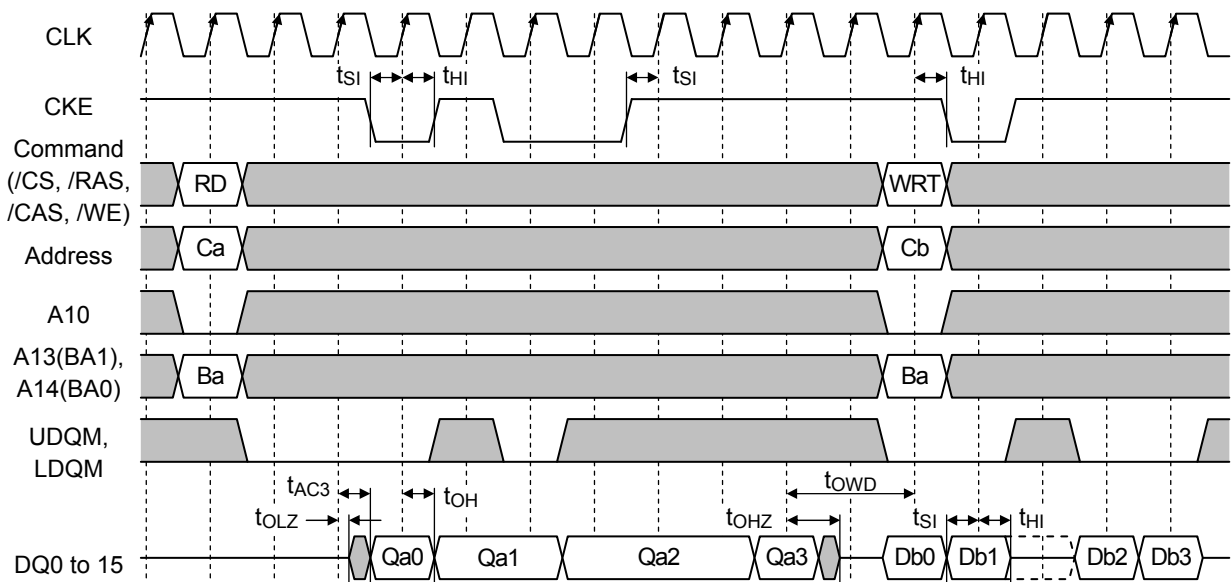 CLK
tSI tHI tSI tHI
CKE
Command
(/CS, /RAS,
/CAS, /WE)
RD WRT
Address
Ca Cb
A10
A13(BA1),
A14(BA0)
Ba Ba
UDQM,
LDQM
tAC3 tOH tOWD
tOLZ tOHZ tSI tHI
DQ0 to 15
Qa0 Qa1 Qa2 Qa3 Db0 Db1 Db2 Db3